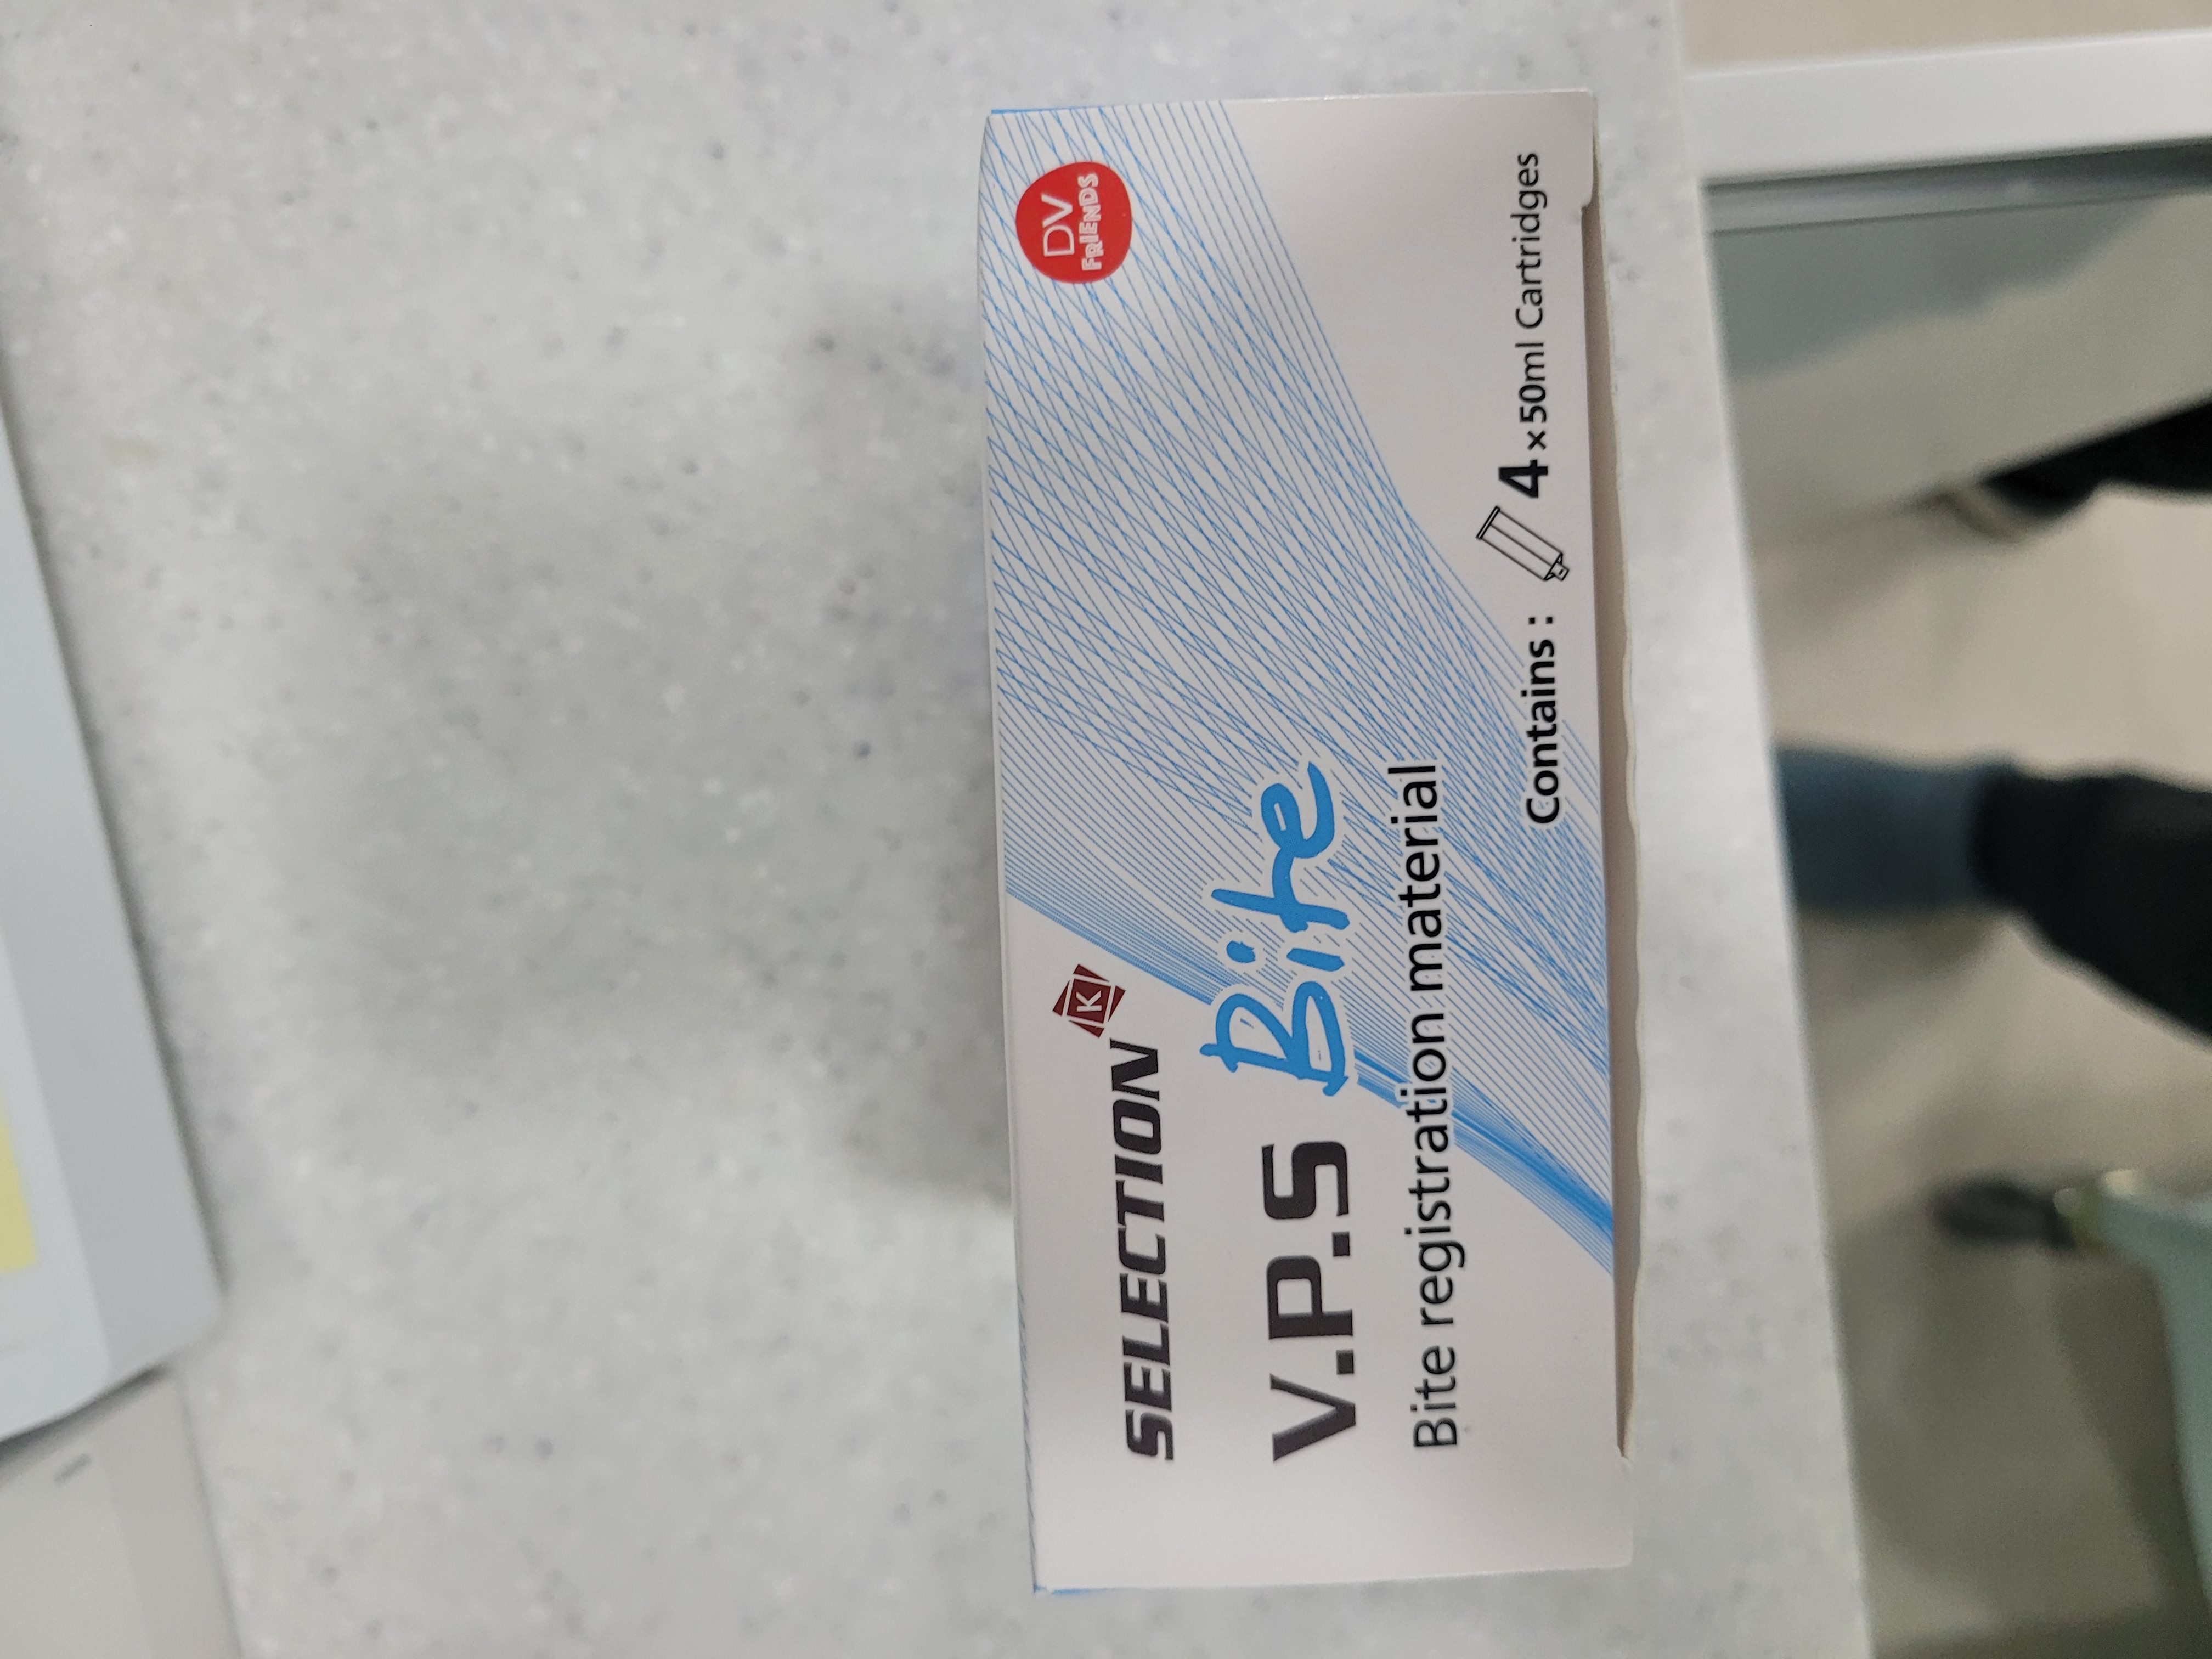 SELECTION K
DV
FRIENDS
V.P.S Bite
Bite registration material
Contains : 4 x 50ml Cartridges